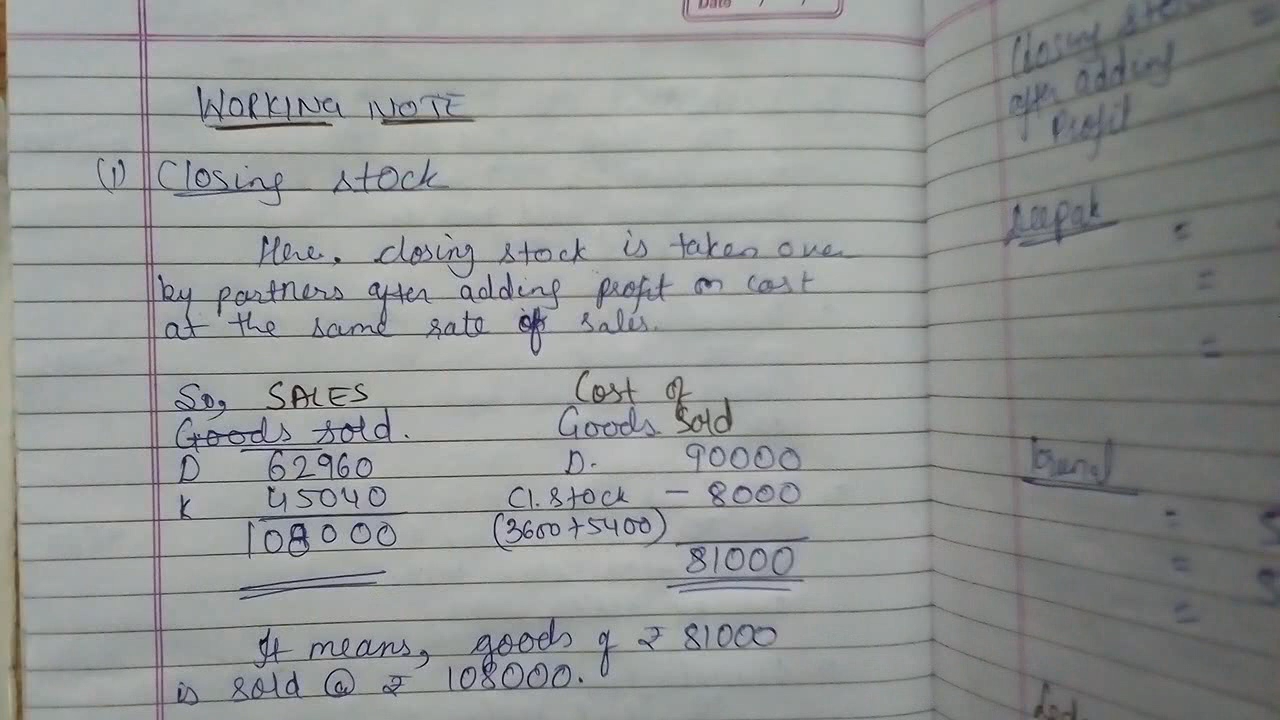 Date
WORKING NOTE
(1) Closing stock
Here, closing stock is taken over
by partners after adding profit on cost
at the same rate of sales.
So, SALES Cost of
Goods sold. Goods Sold
D 62960 D. 90000
K 45040 Cl. stock - 8000
108000 (3600+5400)
81000
It means, goods of ₹ 81000
is sold @ ₹ 108000.
Closing stock =
after adding
Profit
Deepak =
=
=
=
=
=